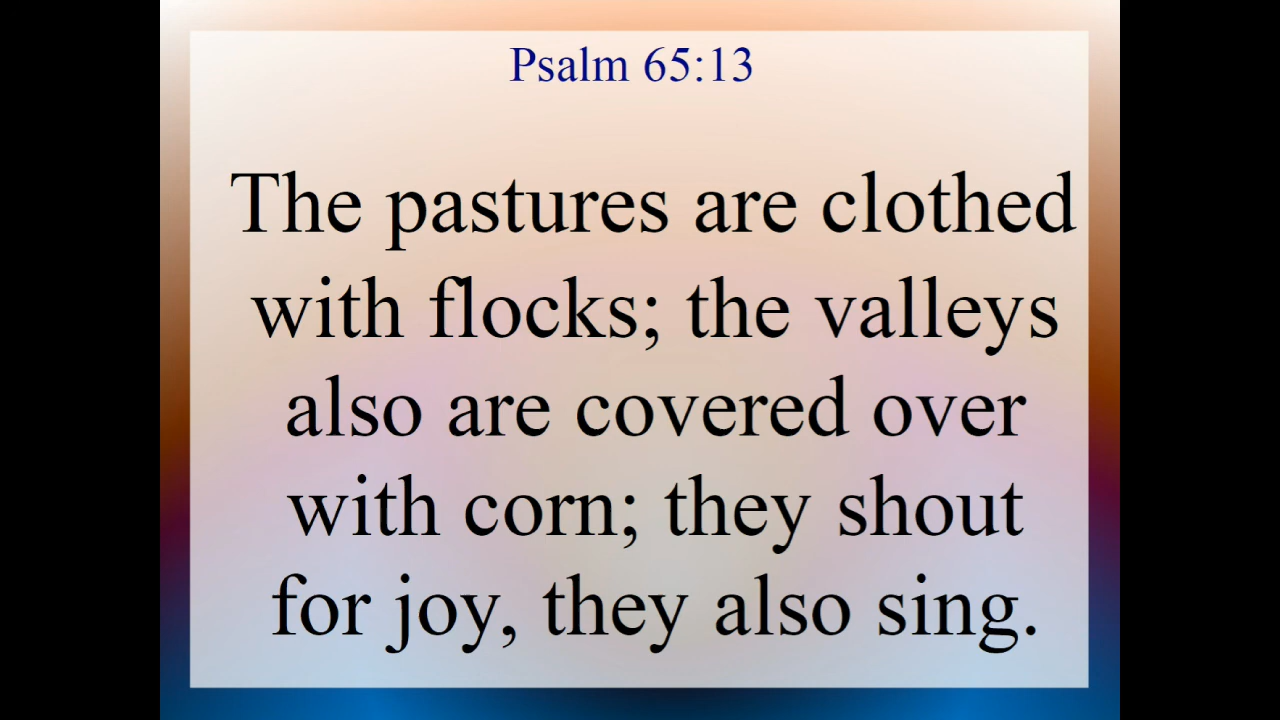 Psalm 65:13
The pastures are clothed
with flocks; the valleys
also are covered over
with corn; they shout
for joy, they also sing.